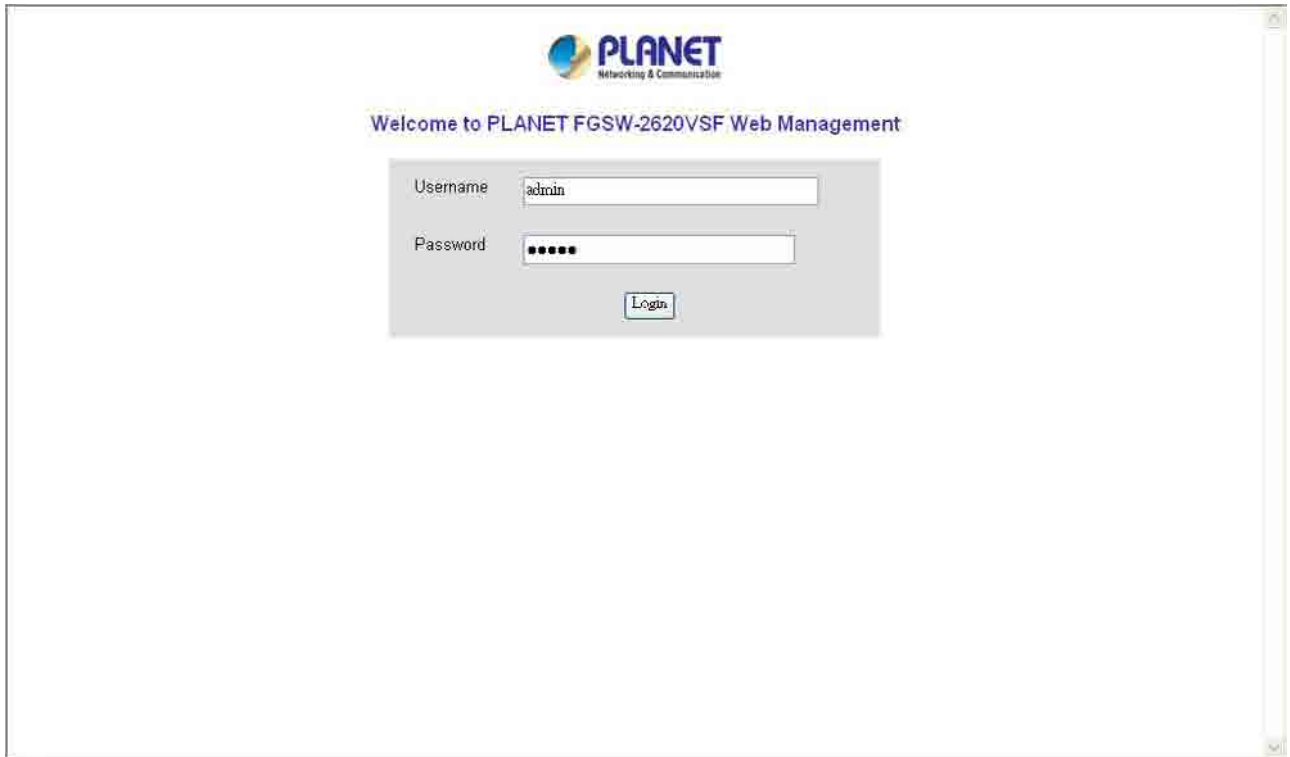 PLANET
Networking & Communication
Welcome to PLANET FGSW-2620VSF Web Management
Username admin
Password •••••
Login